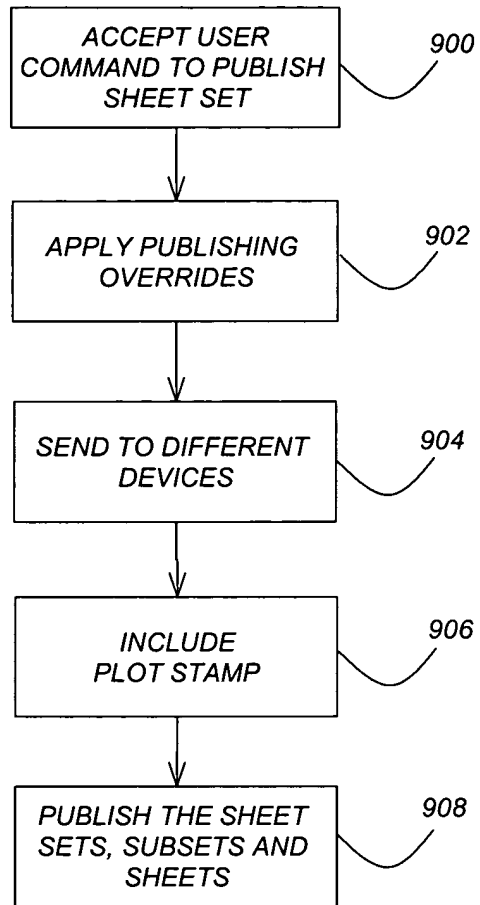 ACCEPT USER
COMMAND TO PUBLISH
SHEET SET
900
APPLY PUBLISHING
OVERRIDES
902
SEND TO DIFFERENT
DEVICES
904
INCLUDE
PLOT STAMP
906
PUBLISH THE SHEET
SETS, SUBSETS AND
SHEETS
908